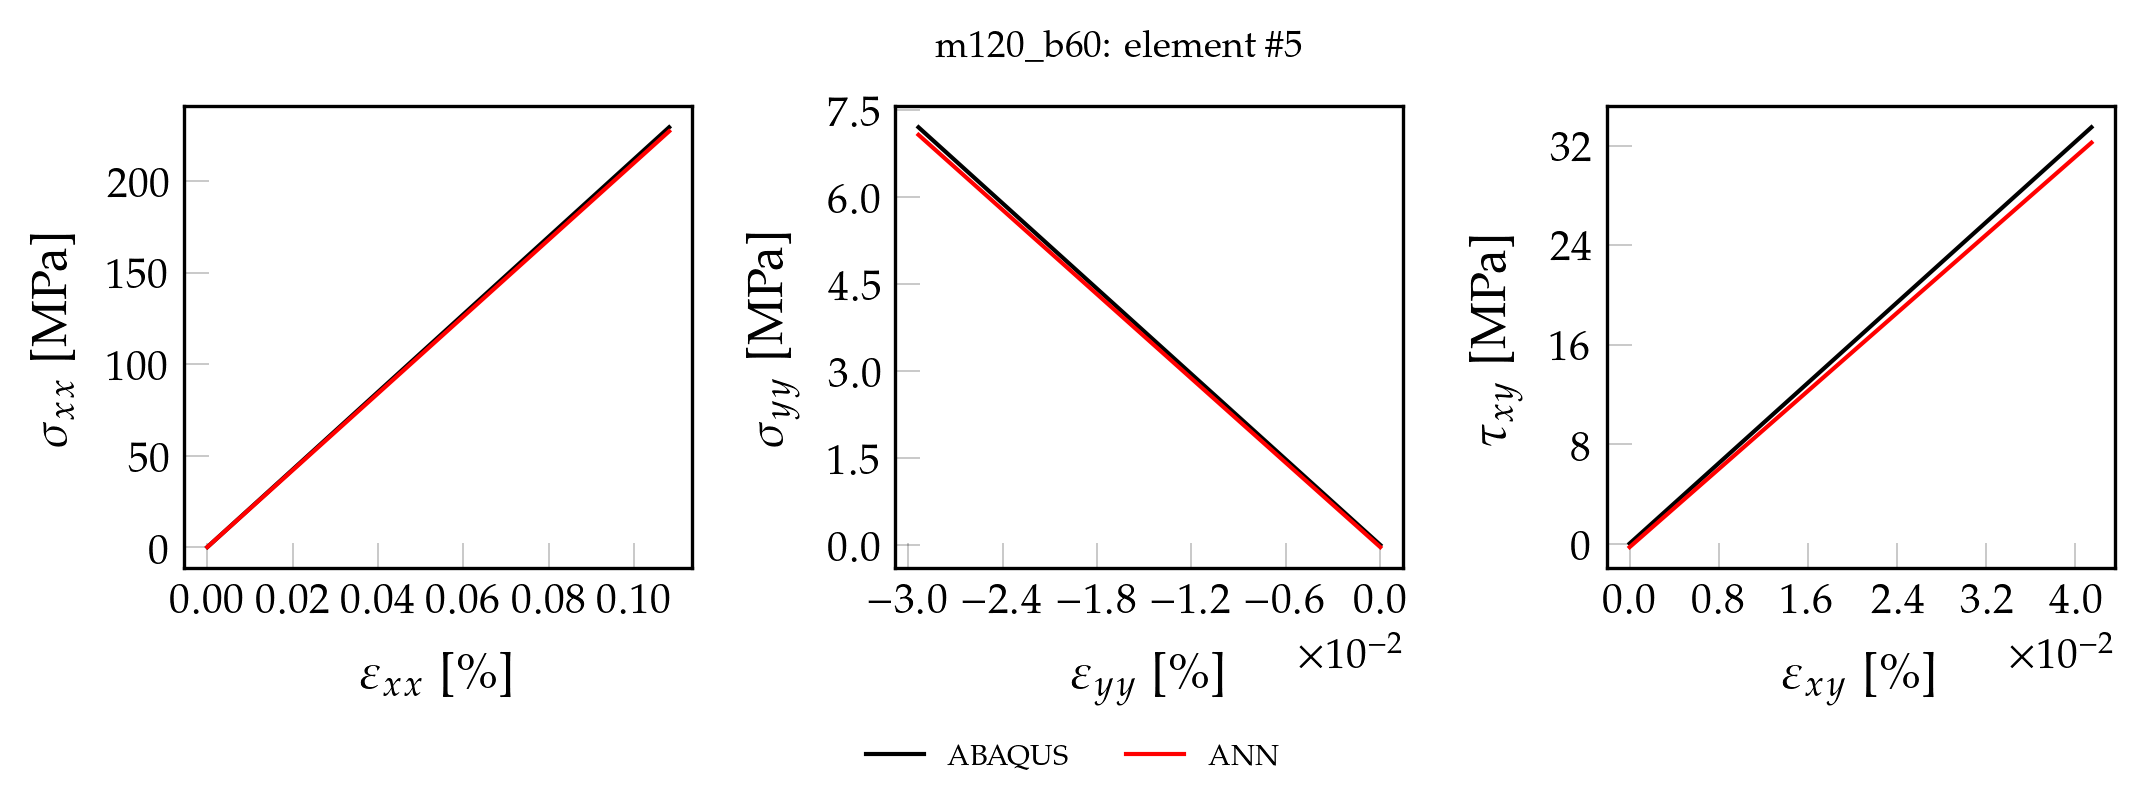 m120_b60: element #5
σxx [MPa]
200
150
100
50
0
0.00 0.02 0.04 0.06 0.08 0.10
εxx [%]
σyy [MPa]
7.5
6.0
4.5
3.0
1.5
0.0
−3.0 −2.4 −1.8 −1.2 −0.6 0.0
×10⁻²
εyy [%]
τxy [MPa]
32
24
16
8
0
0.0 0.8 1.6 2.4 3.2 4.0
×10⁻²
εxy [%]
ABAQUS ANN